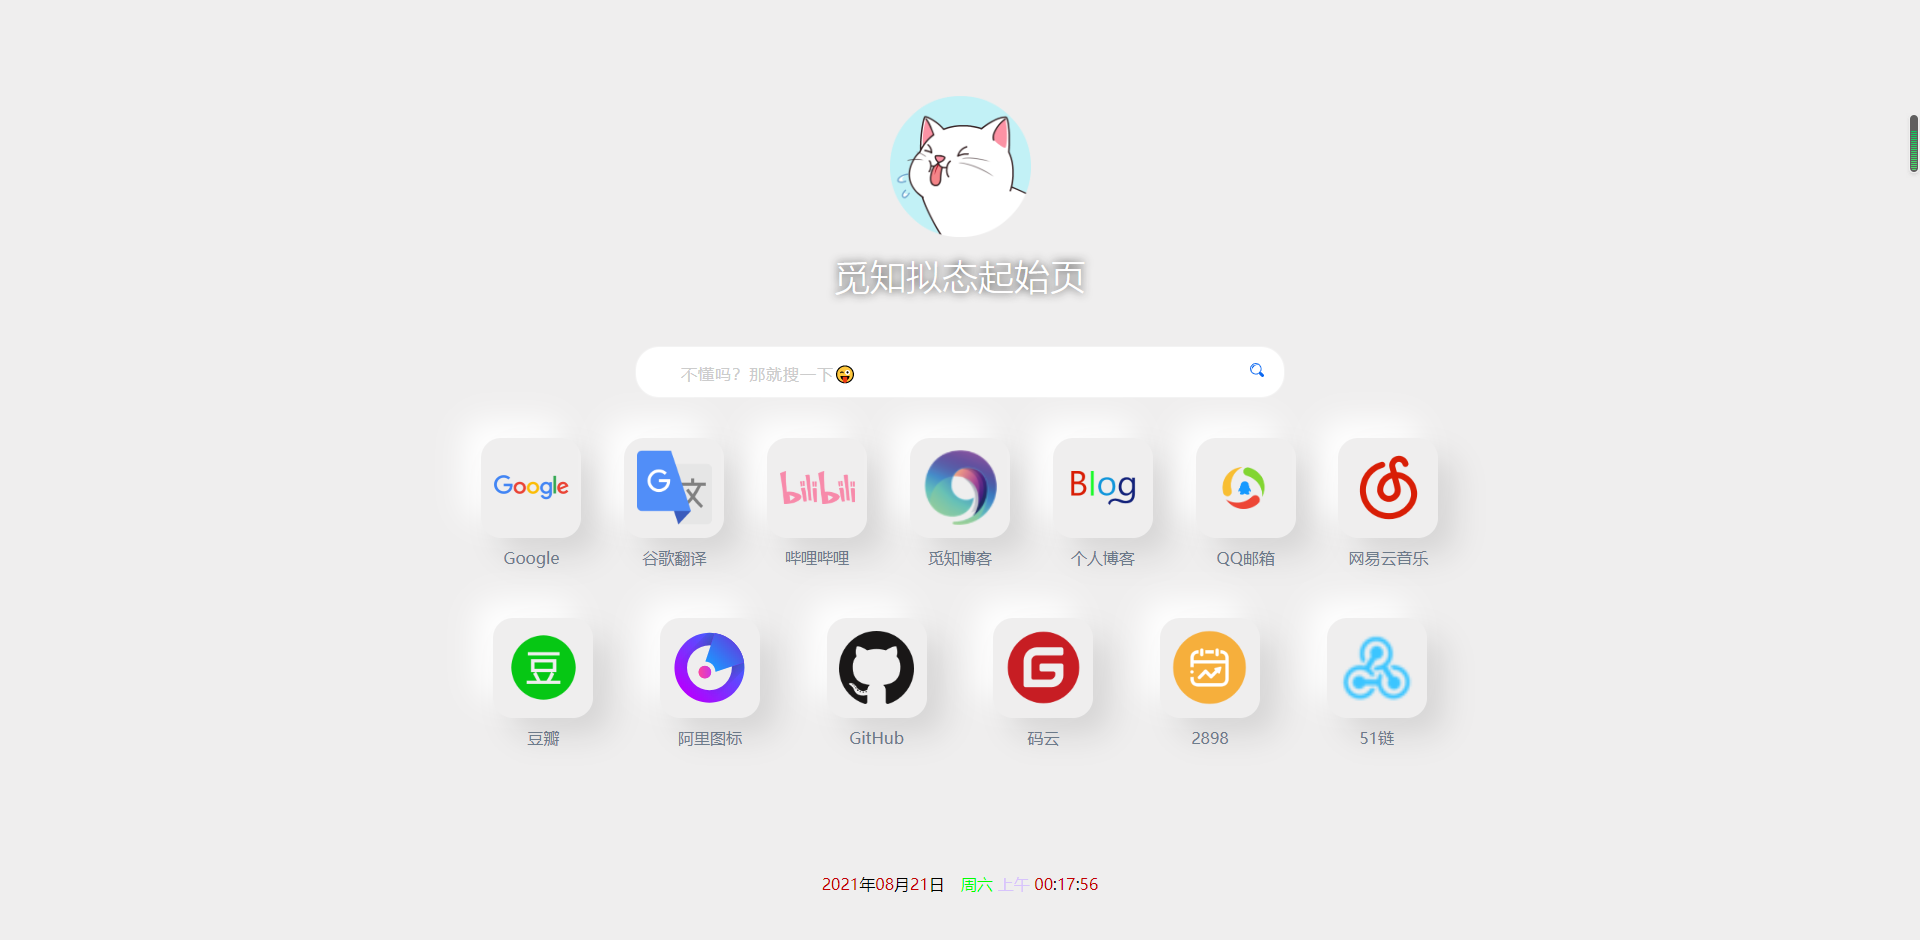 觅知拟态起始页
不懂吗？那就搜一下😜
Google G 文 bilibili Blog
Google 谷歌翻译 哔哩哔哩 觅知博客 个人博客 QQ邮箱 网易云音乐
豆 G
豆瓣 阿里图标 GitHub 码云 2898 51链
2021年08月21日 周六 上午 00:17:56